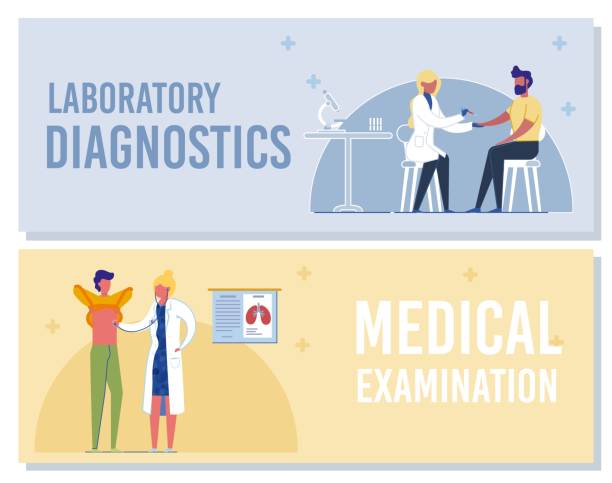 LABORATORY
DIAGNOSTICS
MEDICAL
EXAMINATION